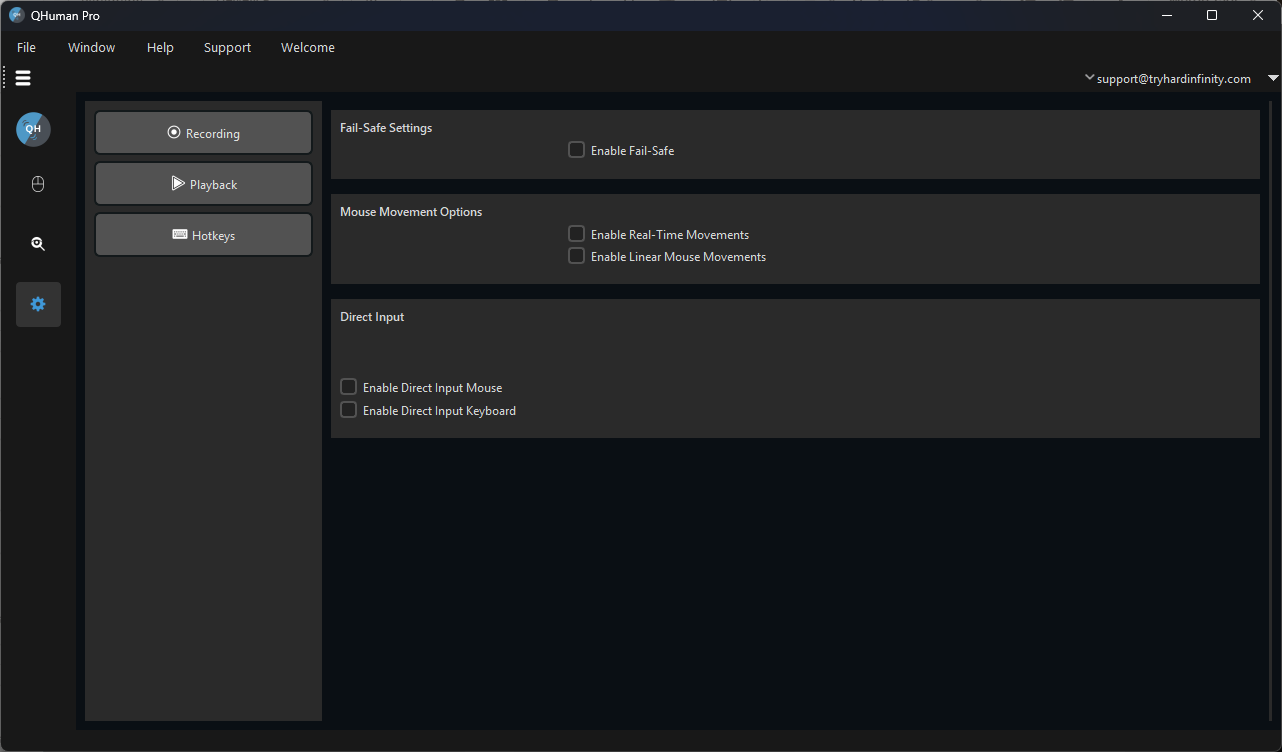 QHuman Pro
File Window Help Support Welcome
support@tryhardinfinity.com
QH
Recording
Playback
Hotkeys
Fail-Safe Settings
Enable Fail-Safe
Mouse Movement Options
Enable Real-Time Movements
Enable Linear Mouse Movements
Direct Input
Enable Direct Input Mouse
Enable Direct Input Keyboard